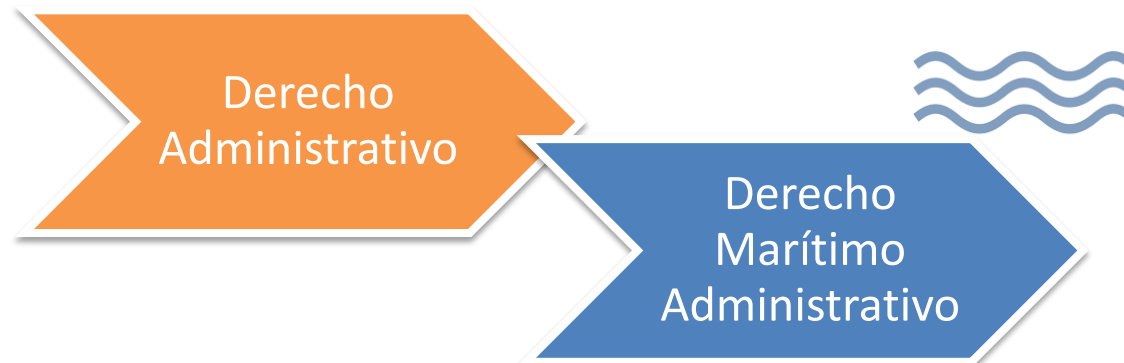 Derecho
Administrativo
Derecho
Marítimo
Administrativo